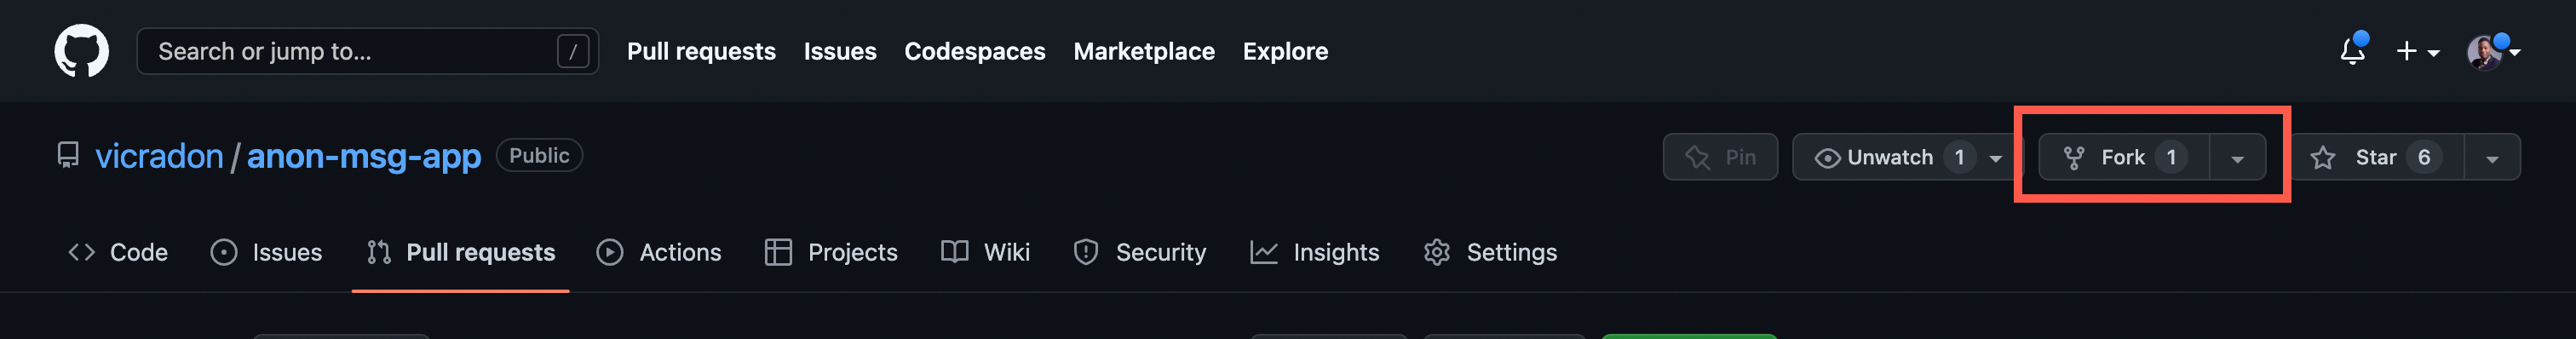 Search or jump to... / Pull requests Issues Codespaces Marketplace Explore
vicradon / anon-msg-app Public Pin Unwatch 1 Fork 1 Star 6
Code Issues Pull requests Actions Projects Wiki Security Insights Settings